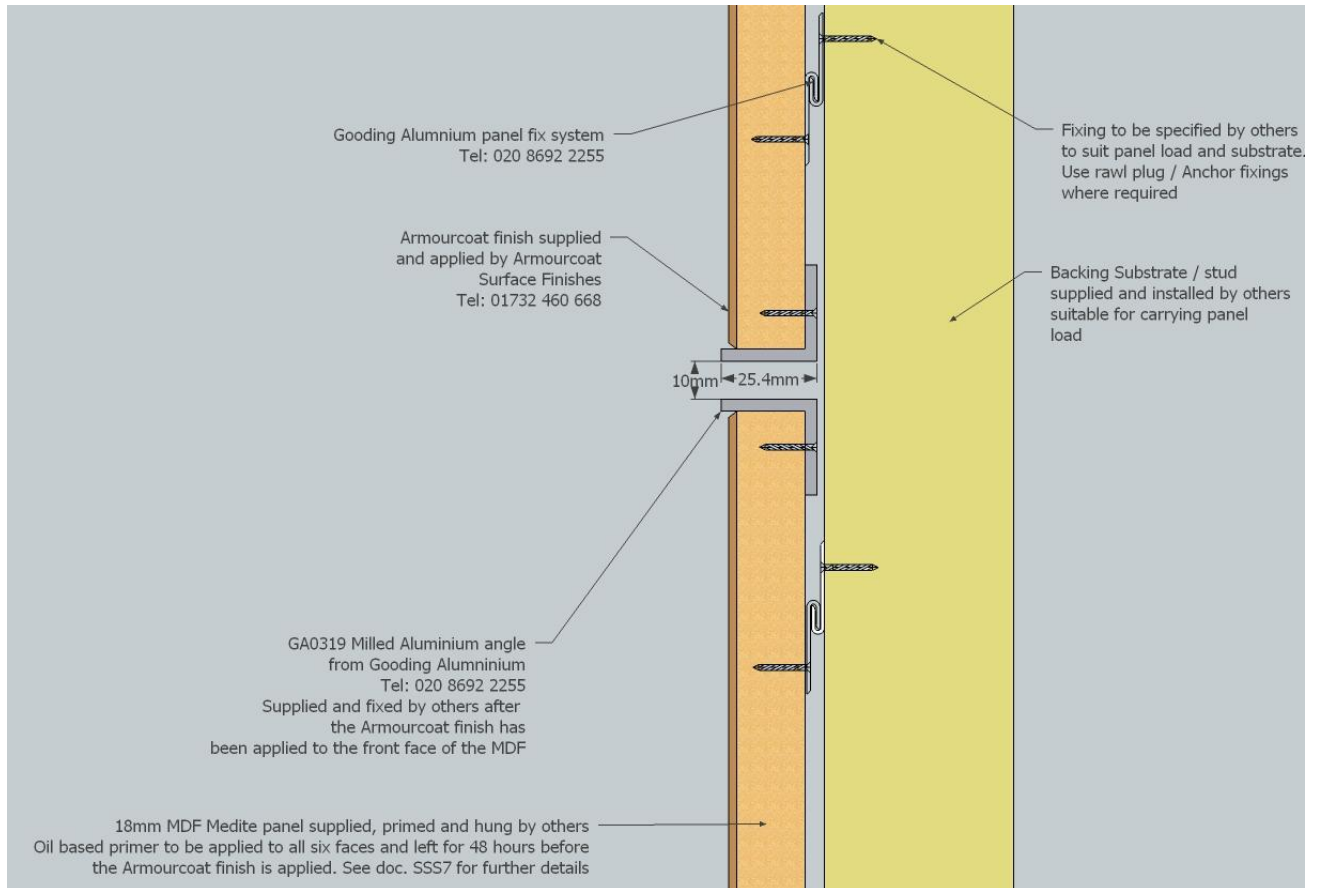 Gooding Alumnium panel fix system
Tel: 020 8692 2255
Fixing to be specified by others
to suit panel load and substrate.
Use rawl plug / Anchor fixings
where required
Armourcoat finish supplied
and applied by Armourcoat
Surface Finishes
Tel: 01732 460 668
Backing Substrate / stud
supplied and installed by others
suitable for carrying panel
load
10mm
25.4mm
GA0319 Milled Aluminium angle
from Gooding Alumninium
Tel: 020 8692 2255
Supplied and fixed by others after
the Armourcoat finish has
been applied to the front face of the MDF
18mm MDF Medite panel supplied, primed and hung by others
Oil based primer to be applied to all six faces and left for 48 hours before
the Armourcoat finish is applied. See doc. SSS7 for further details